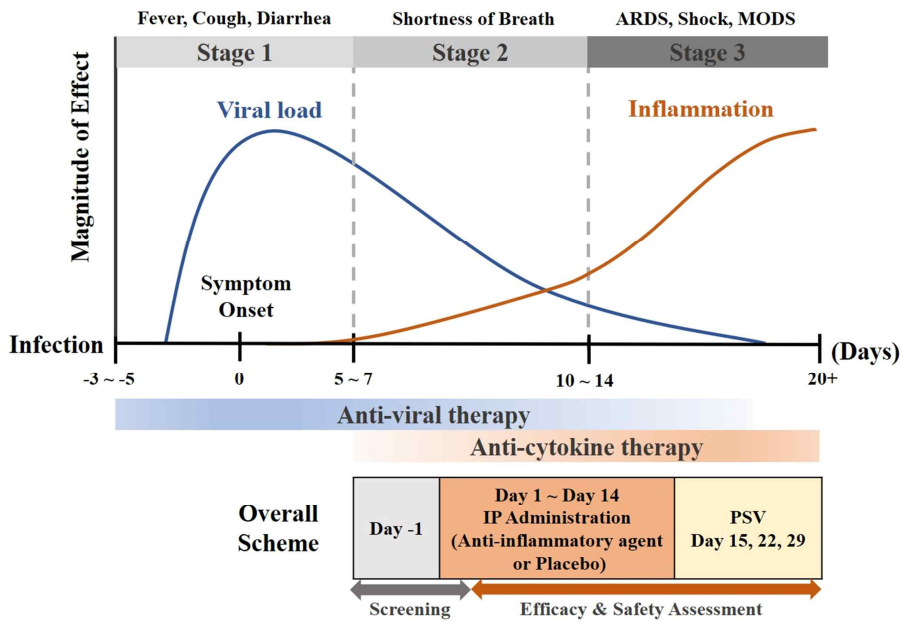 Fever, Cough, Diarrhea
Shortness of Breath
ARDS, Shock, MODS
Stage 1
Stage 2
Stage 3
Magnitude of Effect
Viral load
Inflammation
Symptom
Onset
Infection
(Days)
-3 ~ -5
0
5 ~ 7
10 ~ 14
20+
Anti-viral therapy
Anti-cytokine therapy
Overall
Scheme
Day -1
Day 1 ~ Day 14
IP Administration
(Anti-inflammatory agent
or Placebo)
PSV
Day 15, 22, 29
Screening
Efficacy & Safety Assessment